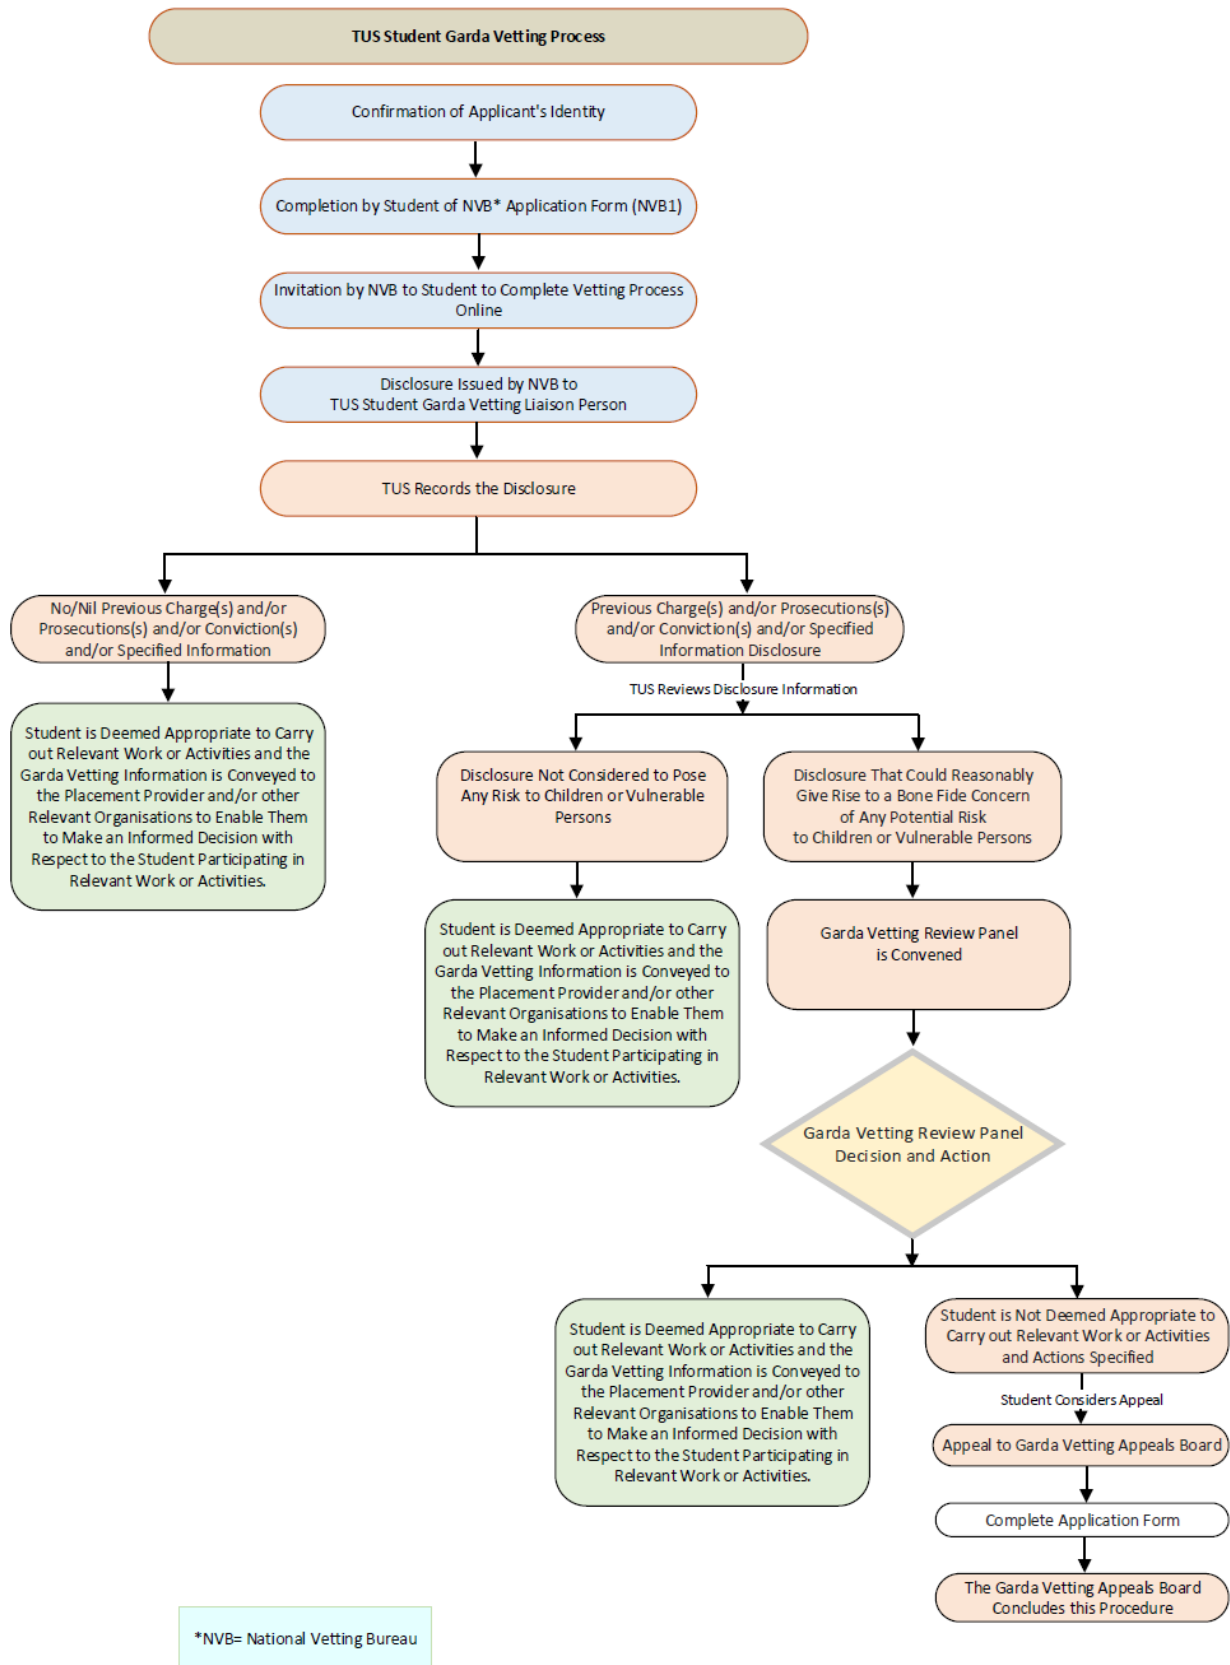 TUS Student Garda Vetting Process
Confirmation of Applicant's Identity
Completion by Student of NVB* Application Form (NVB1)
Invitation by NVB to Student to Complete Vetting Process
Online
Disclosure Issued by NVB to
TUS Student Garda Vetting Liaison Person
TUS Records the Disclosure
No/Nil Previous Charge(s) and/or
Prosecutions(s) and/or Conviction(s)
and/or Specified Information
Previous Charge(s) and/or Prosecutions(s)
and/or Conviction(s) and/or Specified
Information Disclosure
TUS Reviews Disclosure Information
Student is Deemed Appropriate to Carry
out Relevant Work or Activities and the
Garda Vetting Information is Conveyed to
the Placement Provider and/or other
Relevant Organisations to Enable Them
to Make an Informed Decision with
Respect to the Student Participating in
Relevant Work or Activities.
Disclosure Not Considered to Pose
Any Risk to Children or Vulnerable
Persons
Disclosure That Could Reasonably
Give Rise to a Bone Fide Concern
of Any Potential Risk
to Children or Vulnerable Persons
Student is Deemed Appropriate to Carry
out Relevant Work or Activities and the
Garda Vetting Information is Conveyed to
the Placement Provider and/or other
Relevant Organisations to Enable Them
to Make an Informed Decision with
Respect to the Student Participating in
Relevant Work or Activities.
Garda Vetting Review Panel
is Convened
Garda Vetting Review Panel
Decision and Action
Student is Deemed Appropriate to Carry
out Relevant Work or Activities and the
Garda Vetting Information is Conveyed to
the Placement Provider and/or other
Relevant Organisations to Enable Them
to Make an Informed Decision with
Respect to the Student Participating in
Relevant Work or Activities.
Student is Not Deemed Appropriate to
Carry out Relevant Work or Activities
and Actions Specified
Student Considers Appeal
Appeal to Garda Vetting Appeals Board
Complete Application Form
The Garda Vetting Appeals Board
Concludes this Procedure
*NVB= National Vetting Bureau